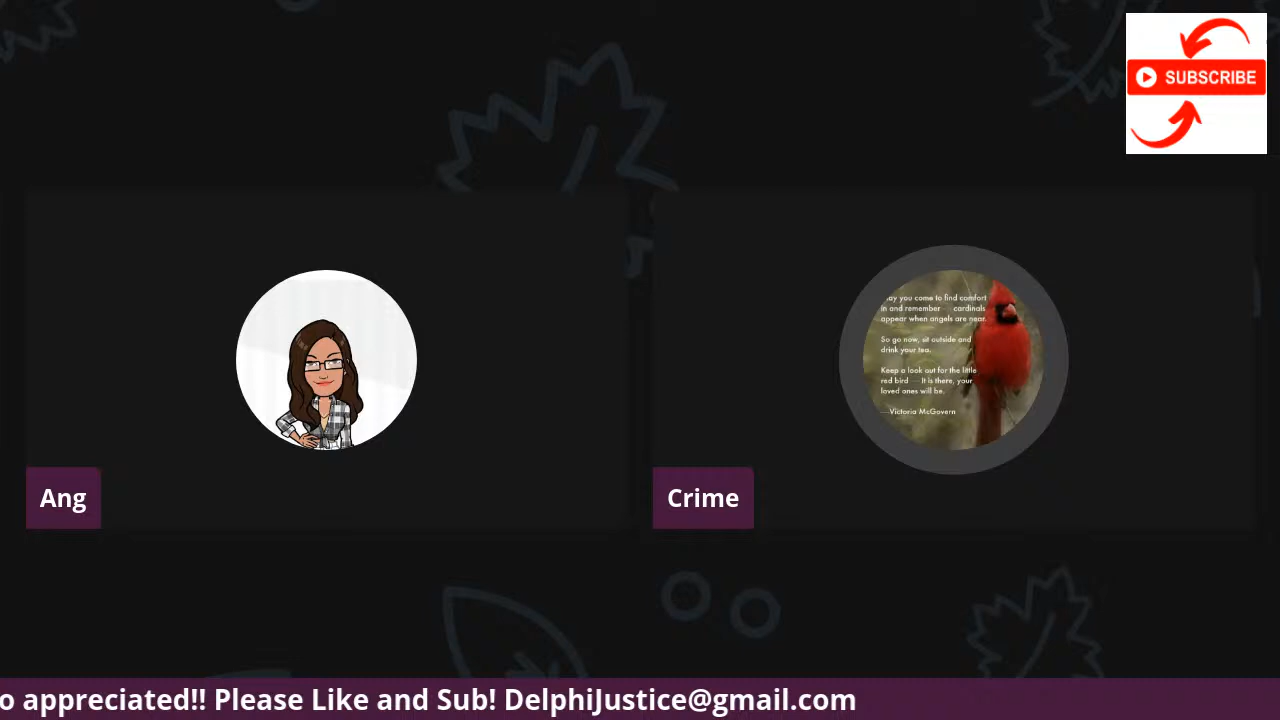 SUBSCRIBE
ay you come to find comfort
in and remember — cardinals
appear when angels are near.
So go now, sit outside and
drink your tea.
Keep a look out for the little
red bird — It is there, your
loved ones will be.
—Victoria McGovern
Ang
Crime
o appreciated!! Please Like and Sub! DelphiJustice@gmail.com